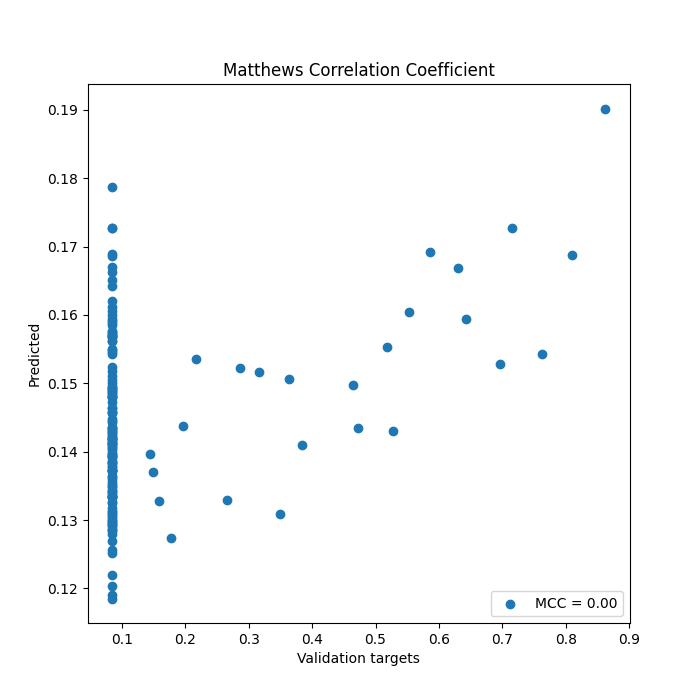 Matthews Correlation Coefficient
0.19
0.18
0.17
0.16
0.15
0.14
0.13
0.12
Predicted
MCC = 0.00
0.1 0.2 0.3 0.4 0.5 0.6 0.7 0.8 0.9
Validation targets